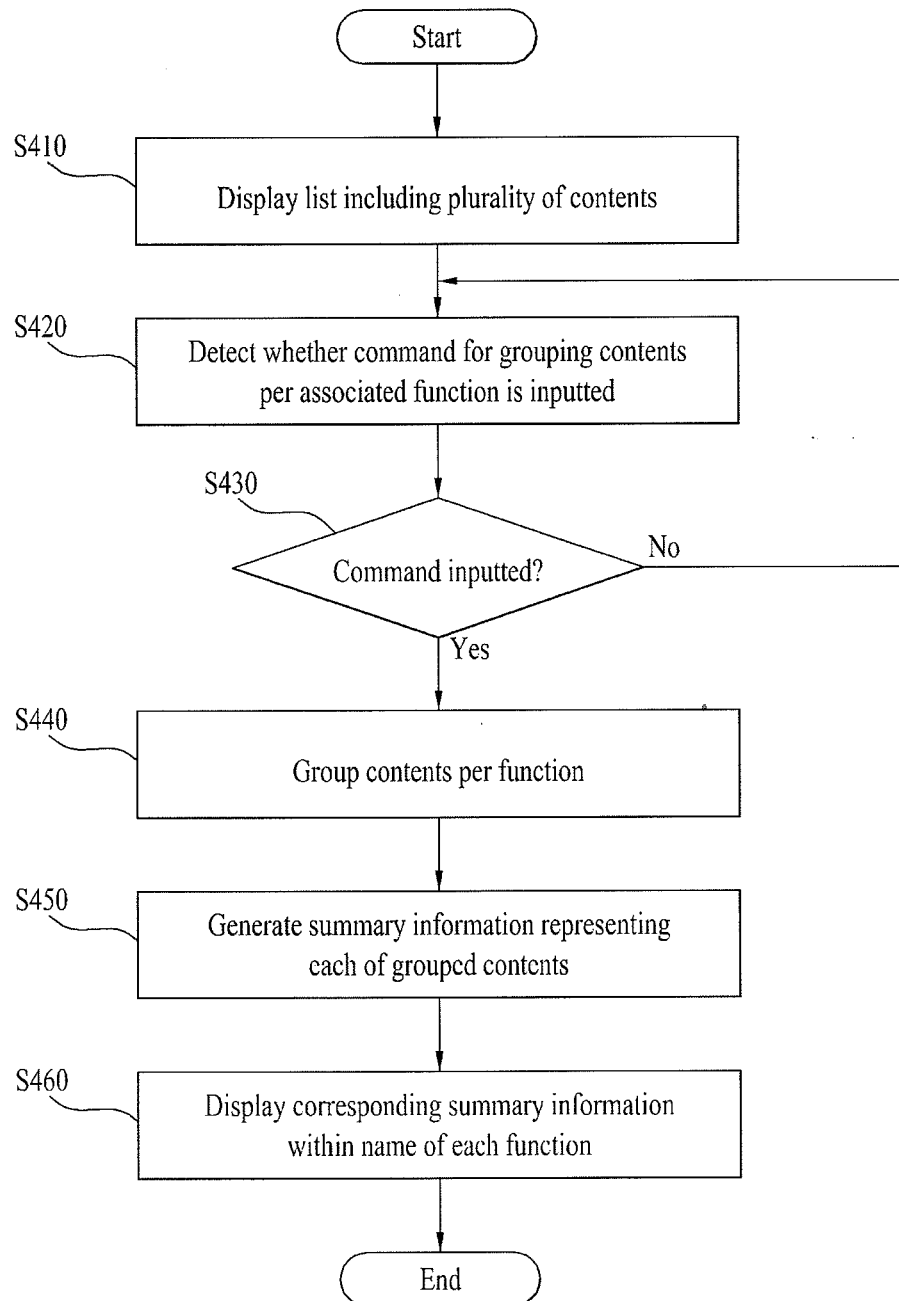 Start
S410
Display list including plurality of contents
S420
Detect whether command for grouping contents
per associated function is inputted
S430
Command inputted?
No
Yes
S440
Group contents per function
S450
Generate summary information representing
each of grouped contents
S460
Display corresponding summary information
within name of each function
End